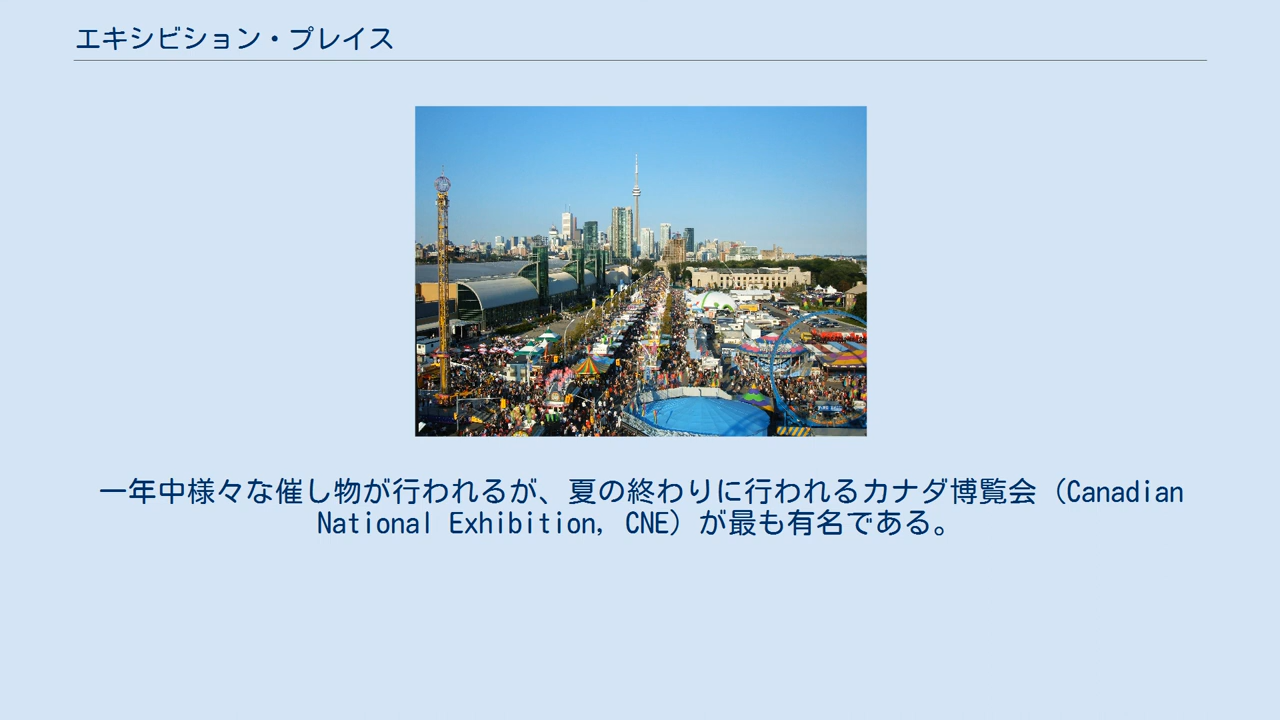 エキシビション・プレイス
一年中様々な催し物が行われるが、夏の終わりに行われるカナダ博覧会（Canadian
National Exhibition, CNE）が最も有名である。